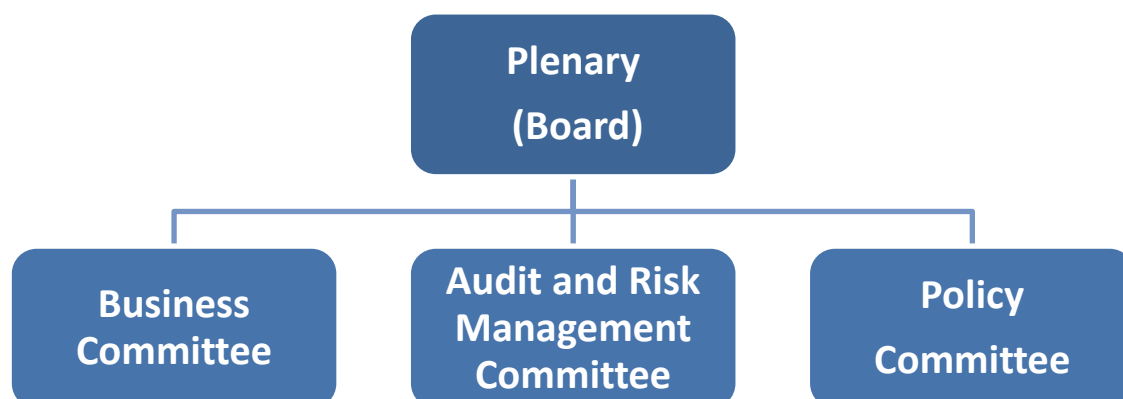 Plenary
(Board)
Business
Committee
Audit and Risk
Management
Committee
Policy
Committee